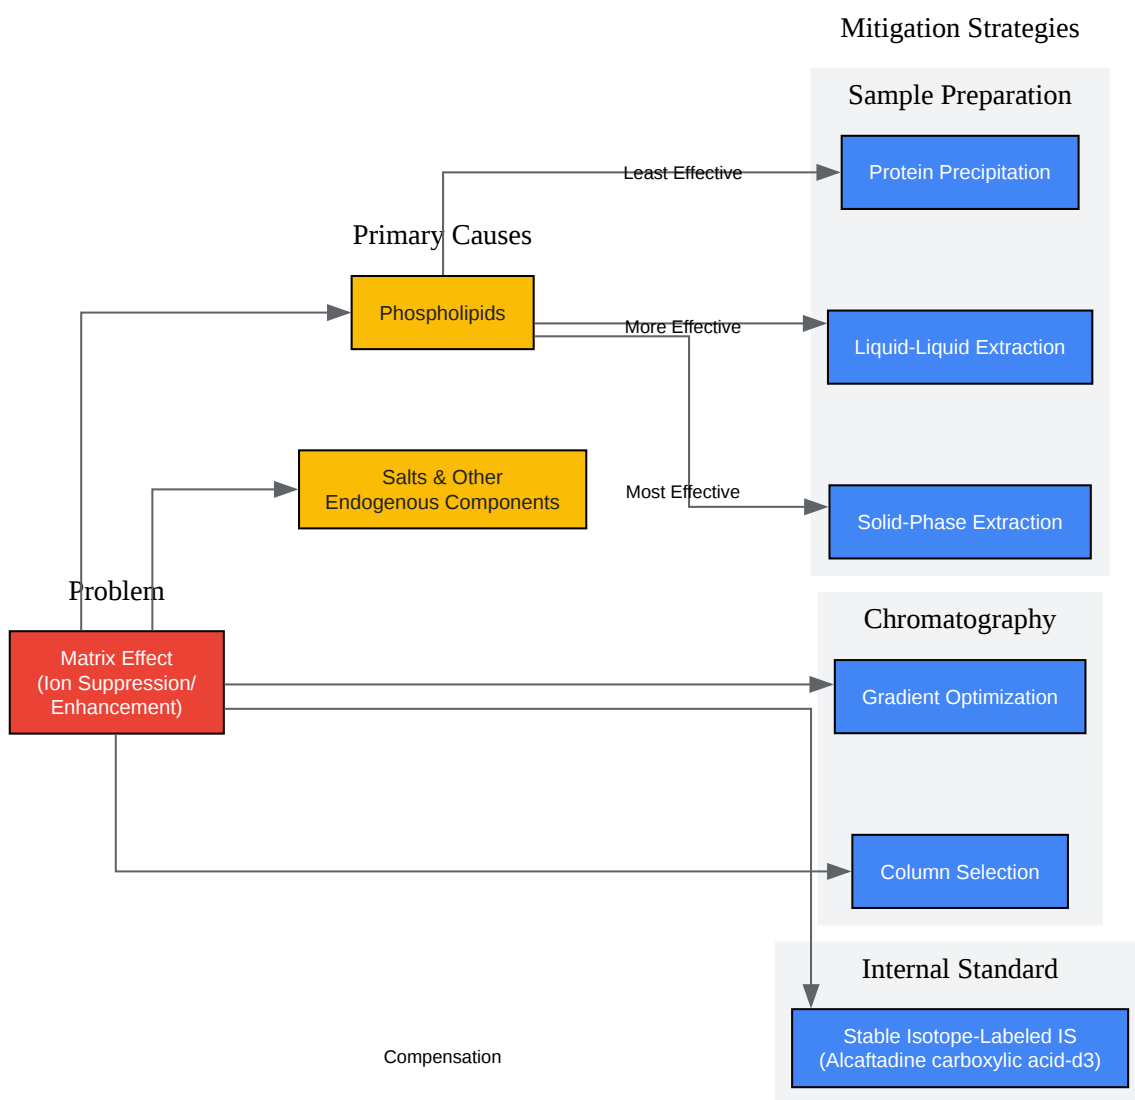 Mitigation Strategies
Sample Preparation
Least Effective
Protein Precipitation
Primary Causes
Phospholipids
More Effective
Liquid-Liquid Extraction
Salts & Other
Endogenous Components
Most Effective
Solid-Phase Extraction
Problem
Chromatography
Matrix Effect
(Ion Suppression/
Enhancement)
Gradient Optimization
Column Selection
Internal Standard
Compensation
Stable Isotope-Labeled IS
(Alcaftadine carboxylic acid-d3)